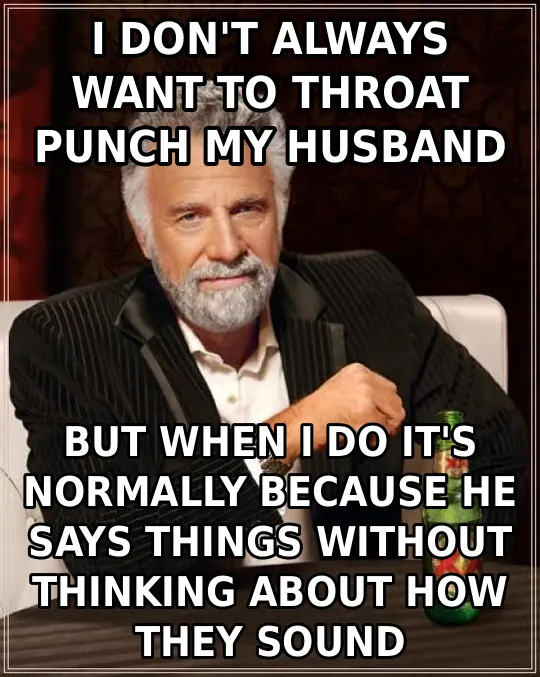 I DON'T ALWAYS
WANT TO THROAT
PUNCH MY HUSBAND
BUT WHEN I DO IT'S
NORMALLY BECAUSE HE
SAYS THINGS WITHOUT
THINKING ABOUT HOW
THEY SOUND